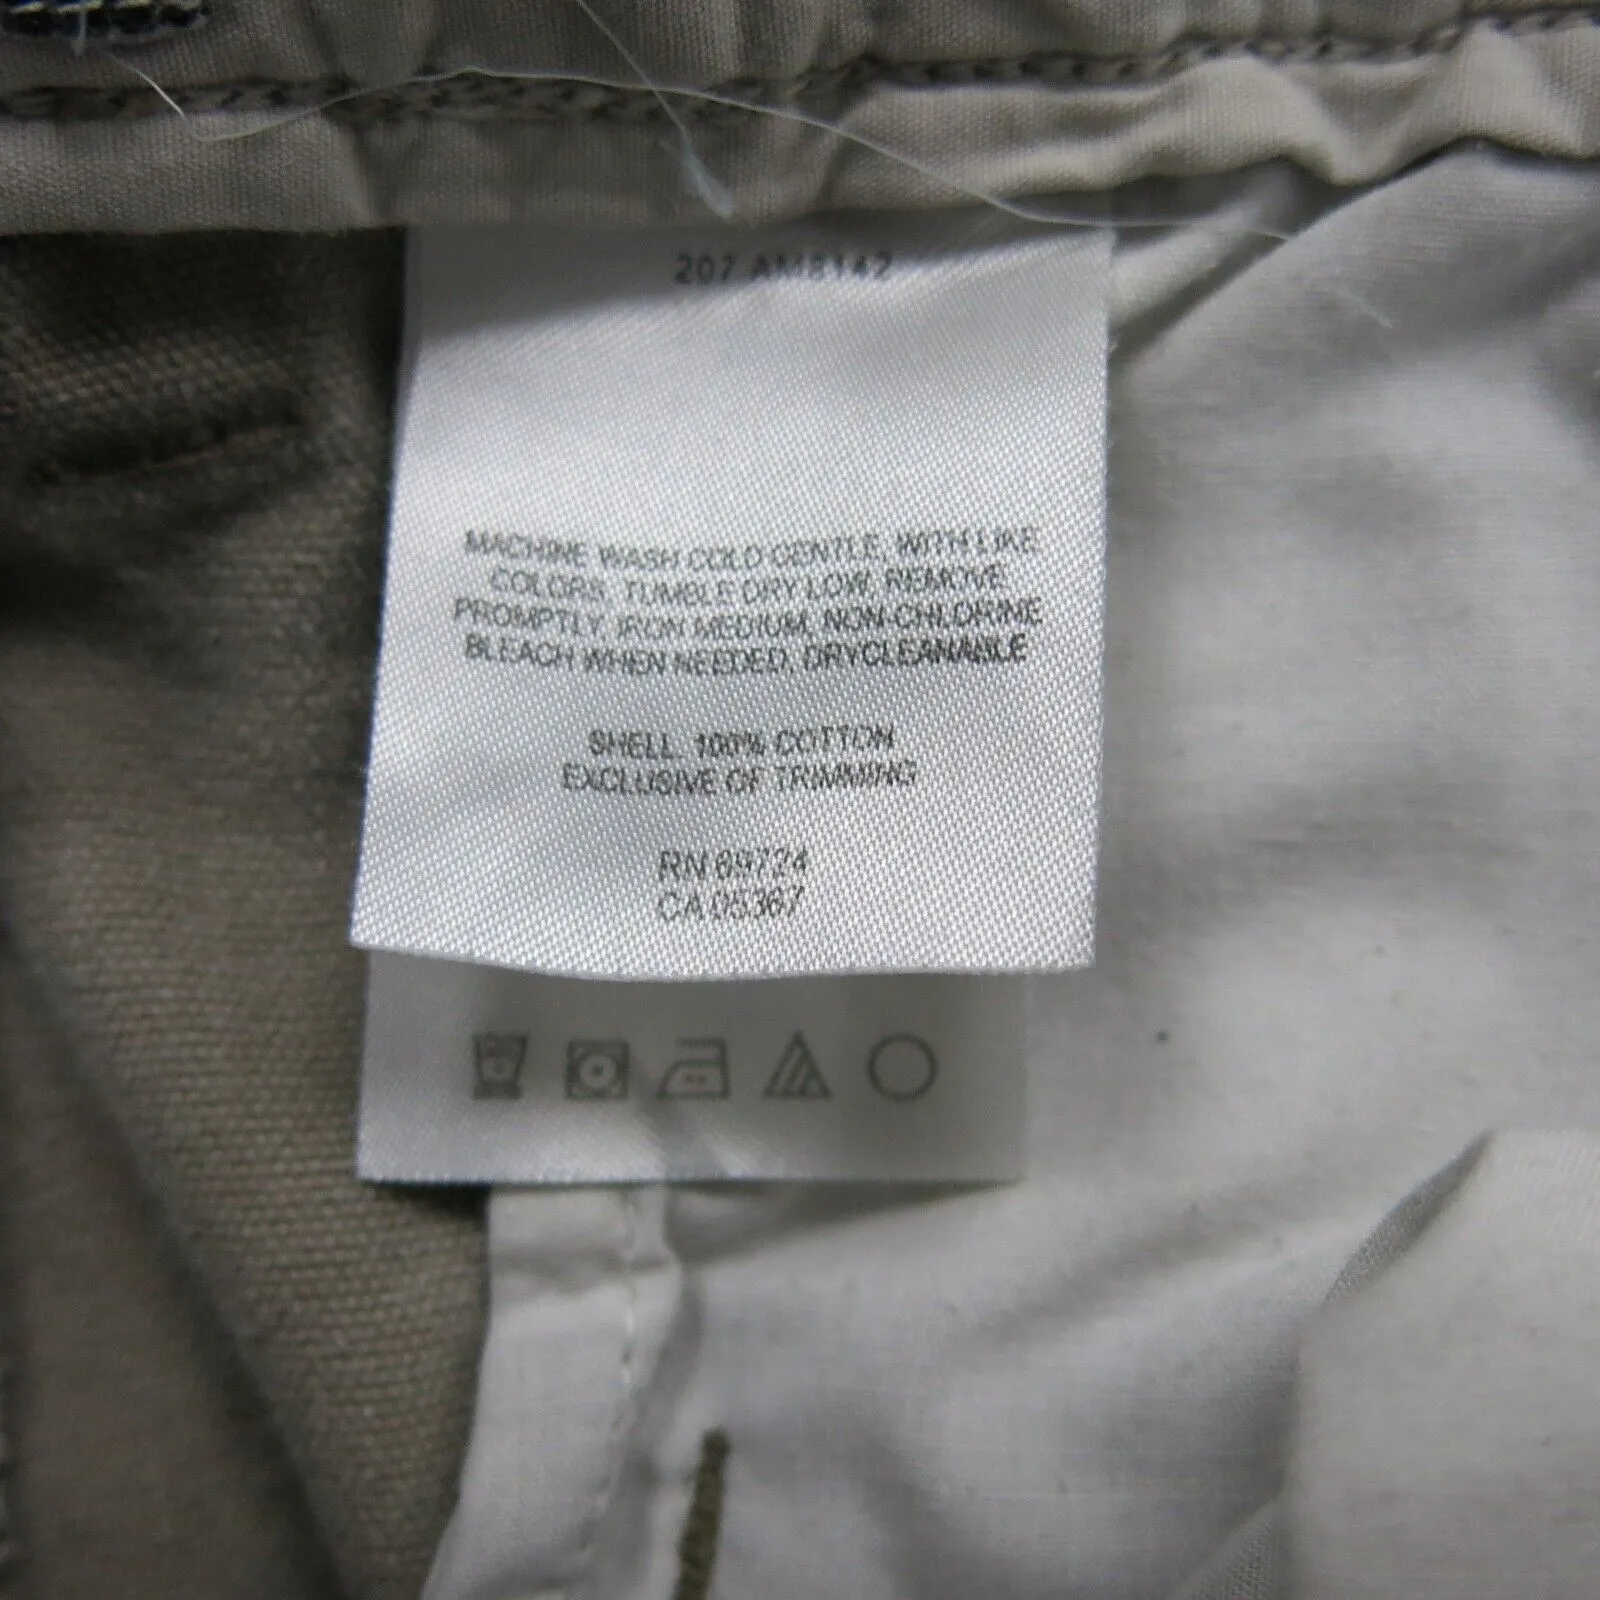 207 AM8142
MACHINE WASH COLD GENTLE, WITH LIKE
COLORS, TUMBLE DRY LOW, REMOVE
PROMPTLY, IRON MEDIUM, NON-CHLORINE
BLEACH WHEN NEEDED, DRYCLEANABLE
SHELL: 100% COTTON
EXCLUSIVE OF TRIMMING
RN 69724
CA 05367